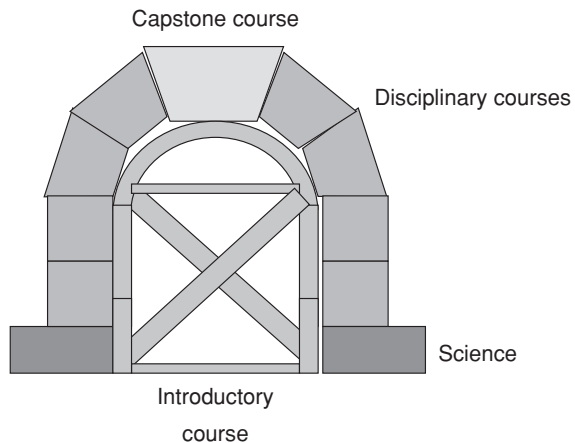 Capstone course
Disciplinary courses
Science
Introductory
course